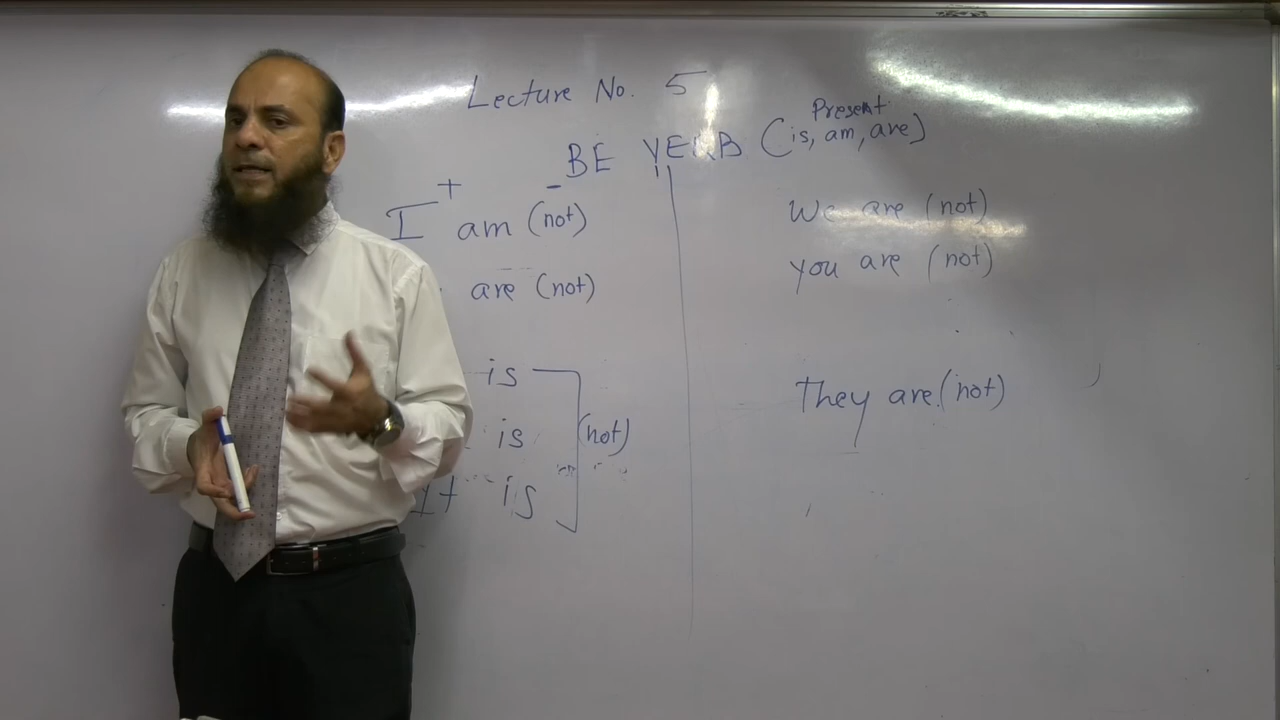 Lecture No. 5
Present
BE VERB (is, am, are)
+ -
I am (not)
are (not)
is
is (not)
It is
We are (not)
you are (not)
They are (not)